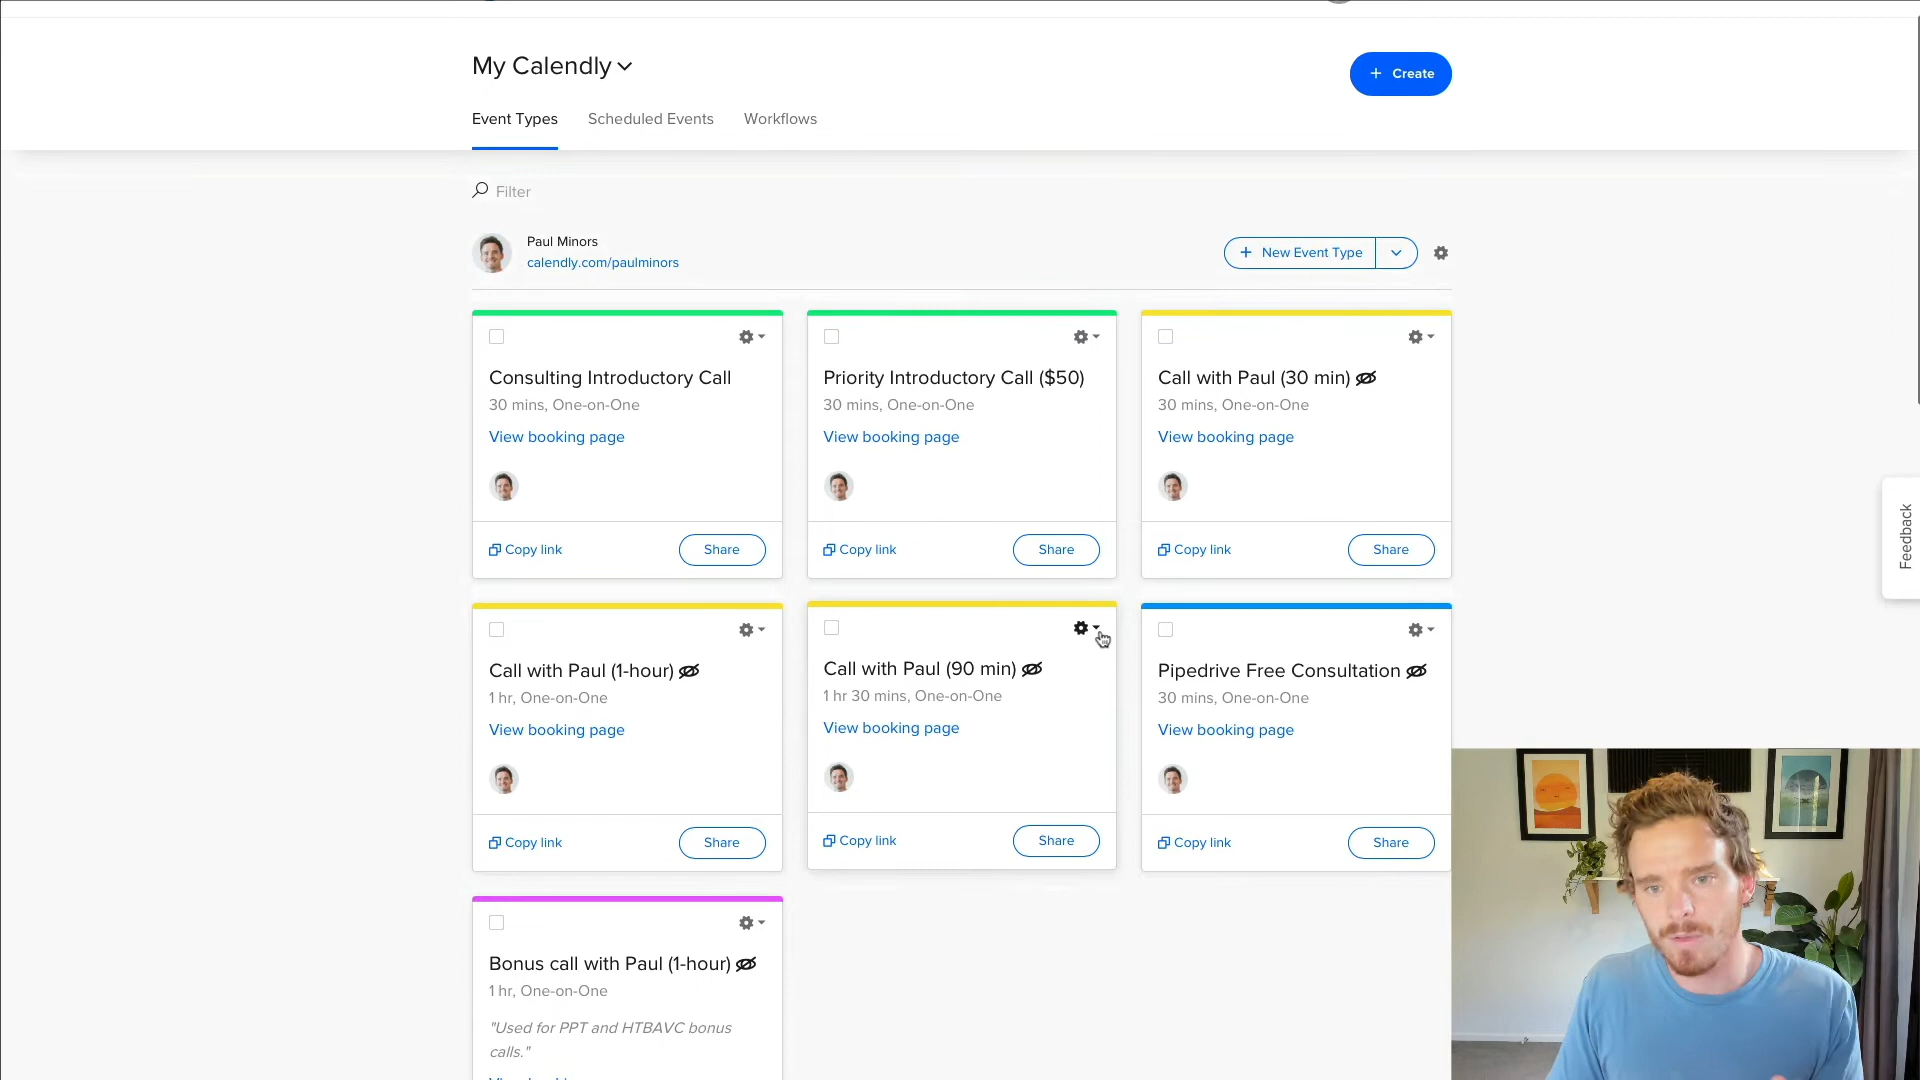 My Calendly
+ Create
Event Types Scheduled Events Workflows
Filter
Paul Minors
calendly.com/paulminors
+ New Event Type
Consulting Introductory Call
30 mins, One-on-One
View booking page
Copy link
Share
Priority Introductory Call ($50)
30 mins, One-on-One
View booking page
Copy link
Share
Call with Paul (30 min)
30 mins, One-on-One
View booking page
Copy link
Share
Call with Paul (1-hour)
1 hr, One-on-One
View booking page
Copy link
Share
Call with Paul (90 min)
1 hr 30 mins, One-on-One
View booking page
Copy link
Share
Pipedrive Free Consultation
30 mins, One-on-One
View booking page
Copy link
Share
Bonus call with Paul (1-hour)
1 hr, One-on-One
"Used for PPT and HTBAVC bonus
calls."
Feedback